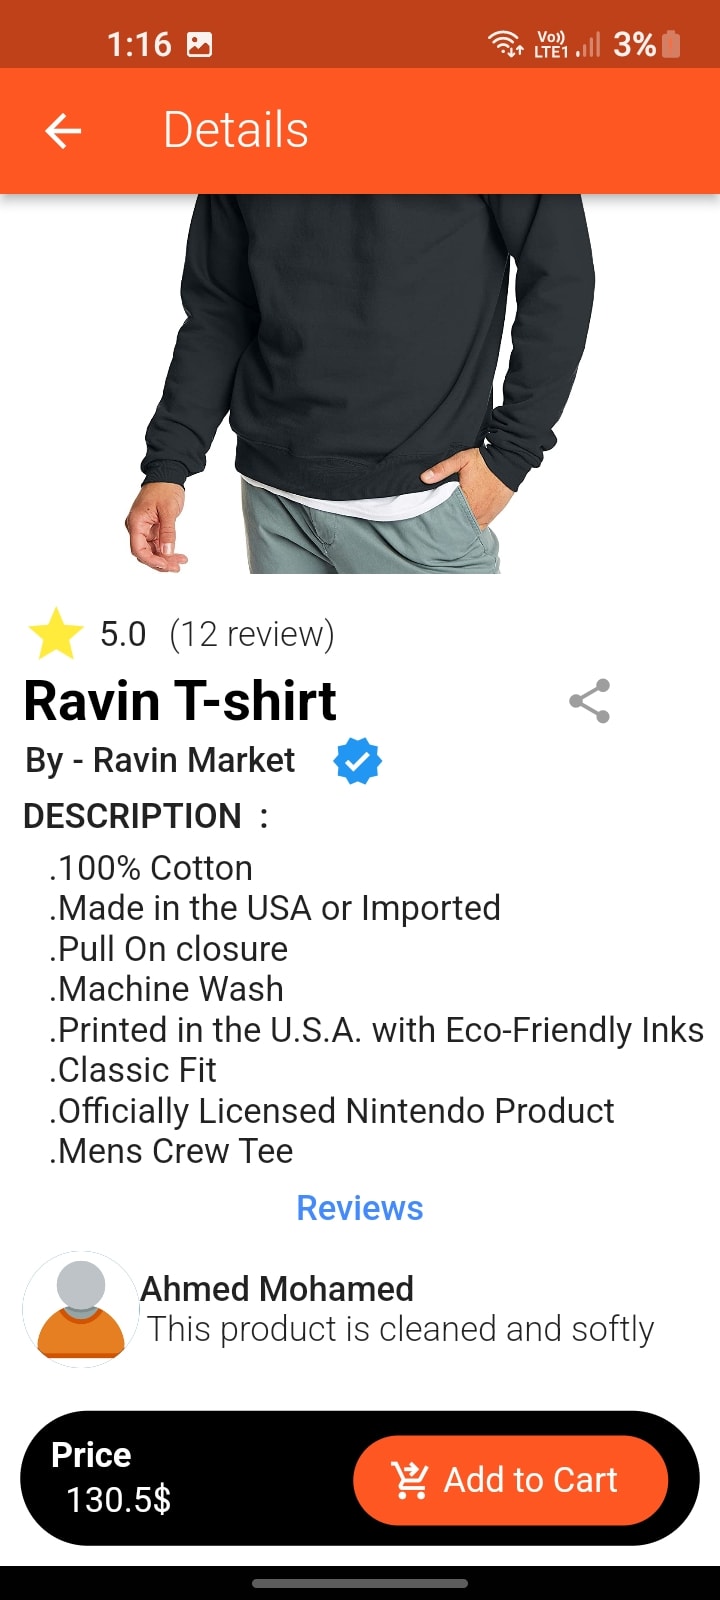 1:16 Vo)) LTE1 3%
Details
5.0 (12 review)
Ravin T-shirt
By - Ravin Market
DESCRIPTION :
.100% Cotton
.Made in the USA or Imported
.Pull On closure
.Machine Wash
.Printed in the U.S.A. with Eco-Friendly Inks
.Classic Fit
.Officially Licensed Nintendo Product
.Mens Crew Tee
Reviews
Ahmed Mohamed
This product is cleaned and softly
Price
130.5$
Add to Cart